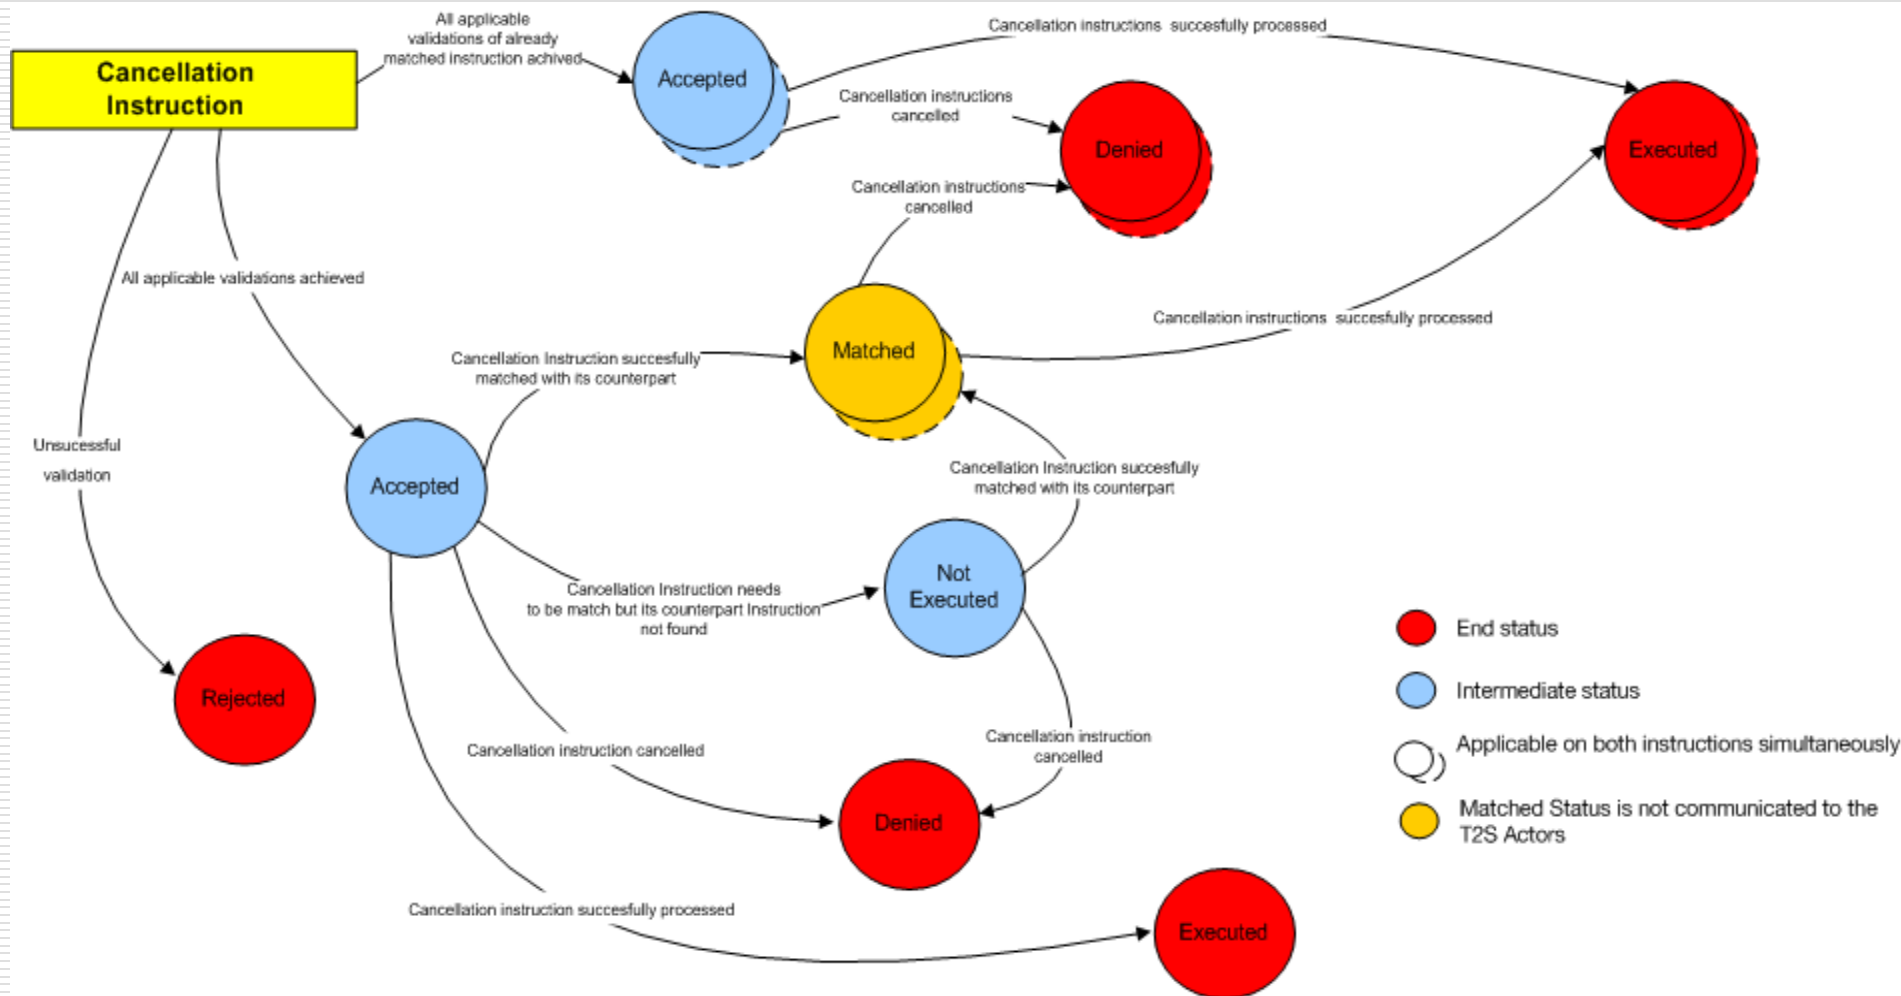 All applicable
validations of already
matched instruction achived
Cancellation instructions  succesfully processed
Cancellation
Instruction
Accepted
Cancellation instructions
cancelled
Denied
Executed
Cancellation instructions
cancelled
All applicable validations achieved
Cancellation instructions  succesfully processed
Matched
Cancellation Instruction succesfully
matched with its counterpart
Unsucessful
validation
Accepted
Cancellation Instruction succesfully
matched with its counterpart
Not
Executed
Cancellation Instruction needs
to be match but its counterpart Instruction
not found
Rejected
Cancellation instruction cancelled
Cancellation instruction
cancelled
Denied
Cancellation instruction succesfully processed
Executed
End status
Intermediate status
Applicable on both instructions simultaneously
Matched Status is not communicated to the
T2S Actors